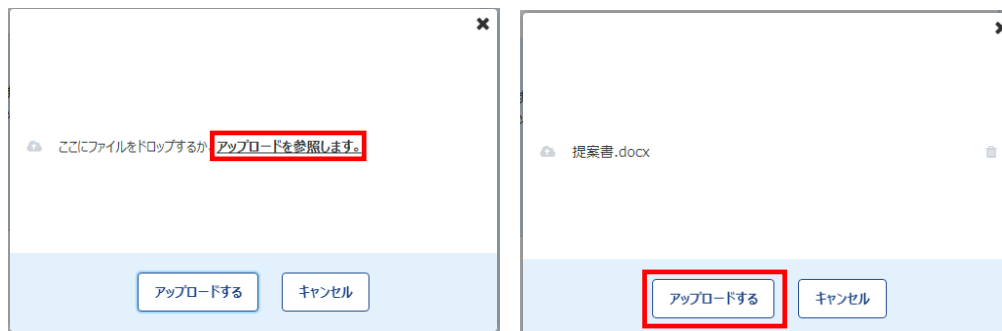 ここにファイルをドロップするか アップロードを参照します。
アップロードする キャンセル
提案書.docx
アップロードする キャンセル